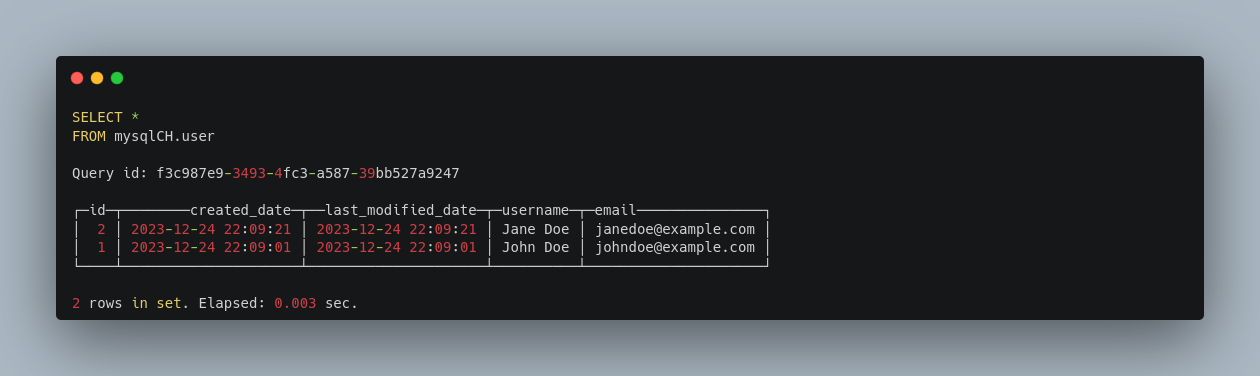 SELECT *
FROM mysqlCH.user
Query id: f3c987e9-3493-4fc3-a587-39bb527a9247
┌─id─┬────────created_date─┬──last_modified_date─┬─username─┬─email───────────────┐
│  2 │ 2023-12-24 22:09:21 │ 2023-12-24 22:09:21 │ Jane Doe │ janedoe@example.com │
│  1 │ 2023-12-24 22:09:01 │ 2023-12-24 22:09:01 │ John Doe │ johndoe@example.com │
└────┴─────────────────────┴─────────────────────┴──────────┴─────────────────────┘
2 rows in set. Elapsed: 0.003 sec.